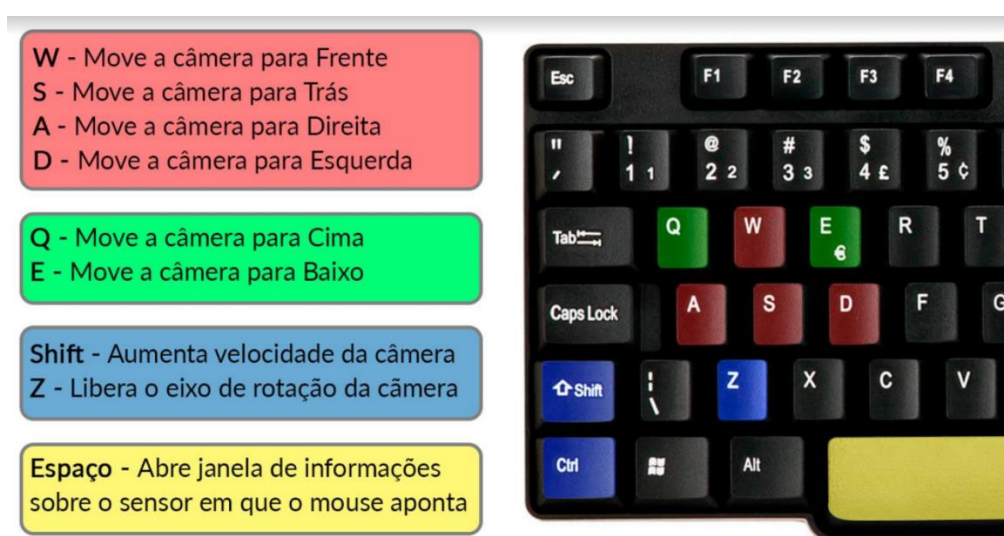 W - Move a câmera para Frente
S - Move a câmera para Trás
A - Move a câmera para Direita
D - Move a câmera para Esquerda
Q - Move a câmera para Cima
E - Move a câmera para Baixo
Shift - Aumenta velocidade da câmera
Z - Libera o eixo de rotação da cãmera
Espaço - Abre janela de informações
sobre o sensor em que o mouse aponta
Esc F1 F2 F3 F4
" ! @ # $ %
, 1 1 2 2 3 3 4 £ 5 ¢
Tab Q W E € R T
Caps Lock A S D F G
Shift ¦ \ Z X C V
Ctrl Alt